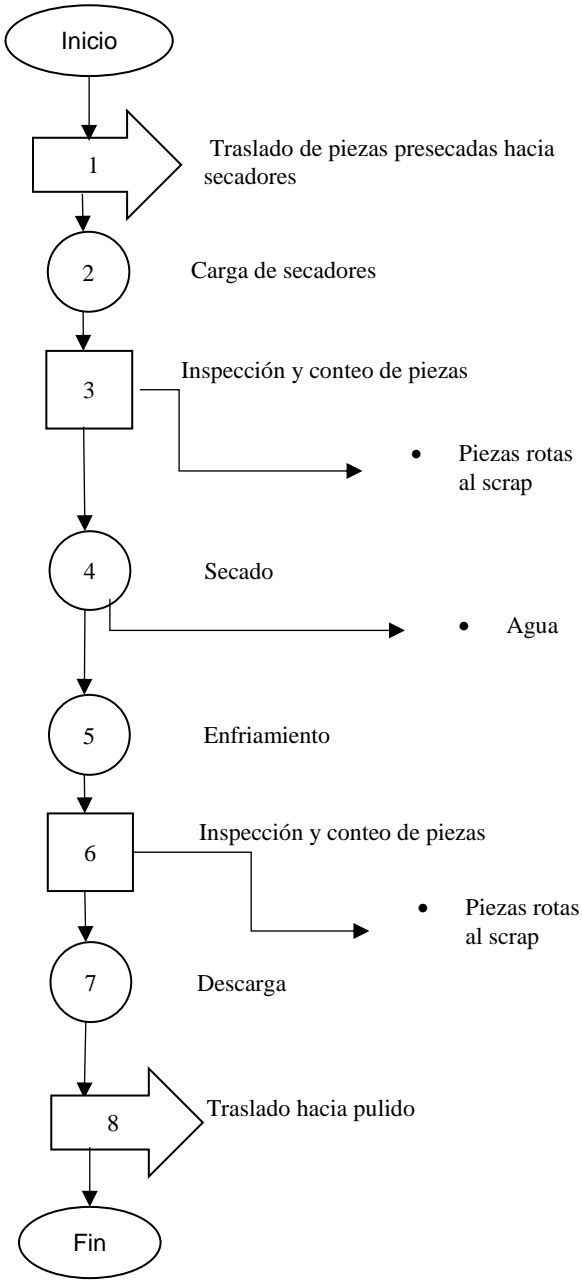 Inicio
1
Traslado de piezas presecadas hacia
secadores
2
Carga de secadores
3
Inspección y conteo de piezas
• Piezas rotas
al scrap
4
Secado
• Agua
5
Enfriamiento
6
Inspección y conteo de piezas
• Piezas rotas
al scrap
7
Descarga
8
Traslado hacia pulido
Fin